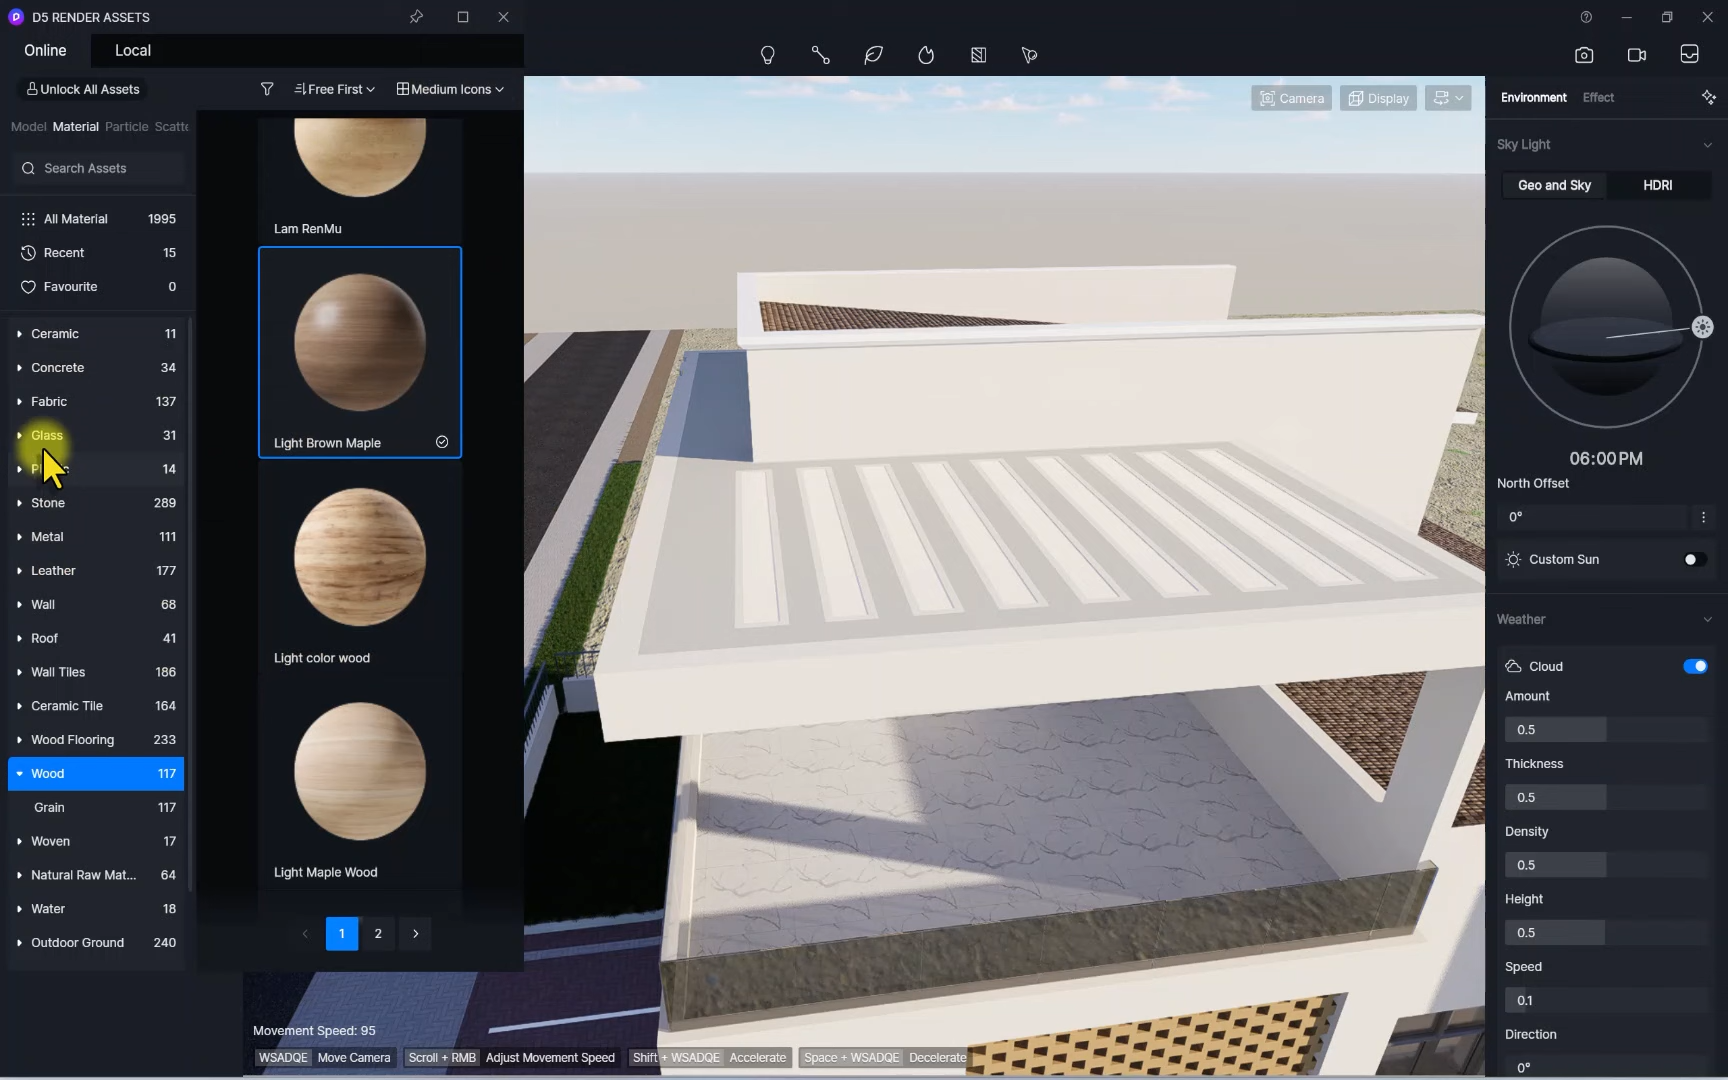 D5 RENDER ASSETS
Online
Local
Unlock All Assets
Free First
Medium Icons
Model Material Particle Scatte
Search Assets
All Material 1995
Recent 15
Favourite 0
Ceramic 11
Concrete 34
Fabric 137
Glass 31
14
Stone 289
Metal 111
Leather 177
Wall 68
Roof 41
Wall Tiles 186
Ceramic Tile 164
Wood Flooring 233
Wood 117
Grain 117
Woven 17
Natural Raw Mat... 64
Water 18
Outdoor Ground 240
Lam RenMu
Light Brown Maple
Light color wood
Light Maple Wood
1 2
Camera
Display
Movement Speed: 95
WSADQE Move Camera Scroll + RMB Adjust Movement Speed Shift + WSADQE Accelerate Space + WSADQE Decelerate
Environment Effect
Sky Light
Geo and Sky HDRI
06:00PM
North Offset
0°
Custom Sun
Weather
Cloud
Amount
0.5
Thickness
0.5
Density
0.5
Height
0.5
Speed
0.1
Direction
0°